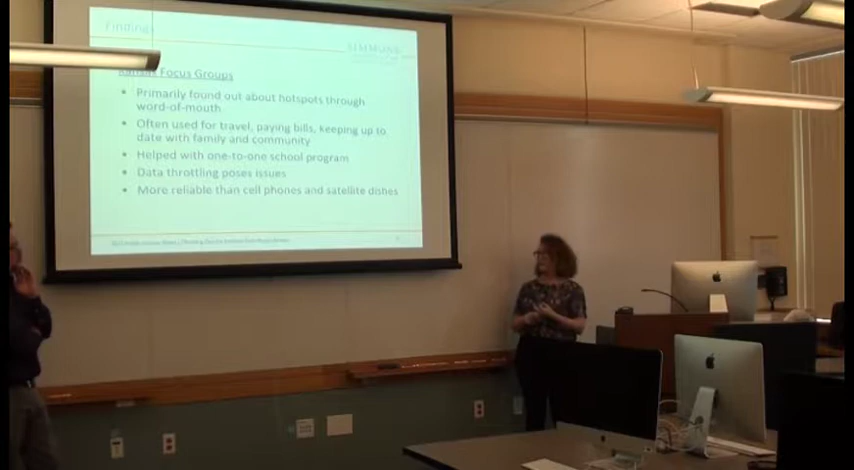 Finding
SIMMONS
Kansas Focus Groups
• Primarily found out about hotspots through
word-of-mouth
• Often used for travel, paying bills, keeping up to
date with family and community
• Helped with one-to-one school program
• Data throttling poses issues
• More reliable than cell phones and satellite dishes